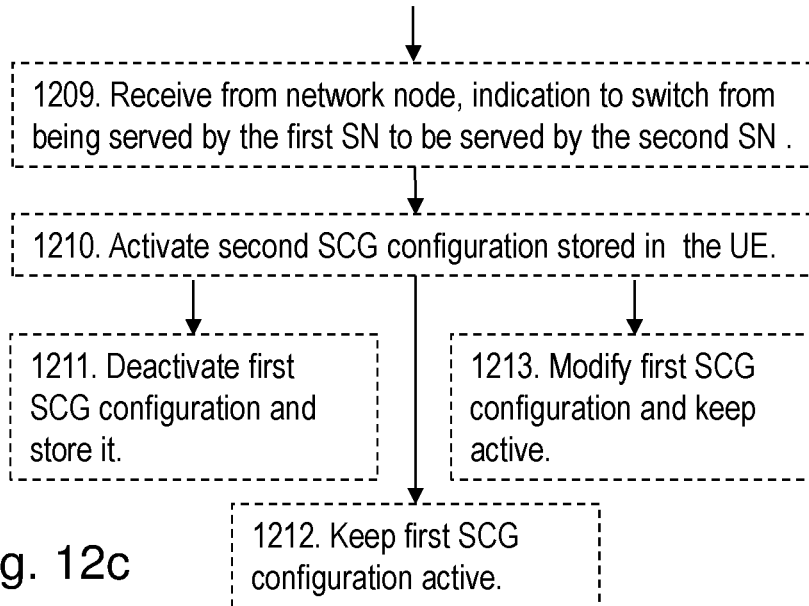 1209. Receive from network node, indication to switch from
being served by the first SN to be served by the second SN .
1210. Activate second SCG configuration stored in the UE.
1211. Deactivate first
SCG configuration and
store it.
1213. Modify first SCG
configuration and keep
active.
1212. Keep first SCG
configuration active.
g. 12c